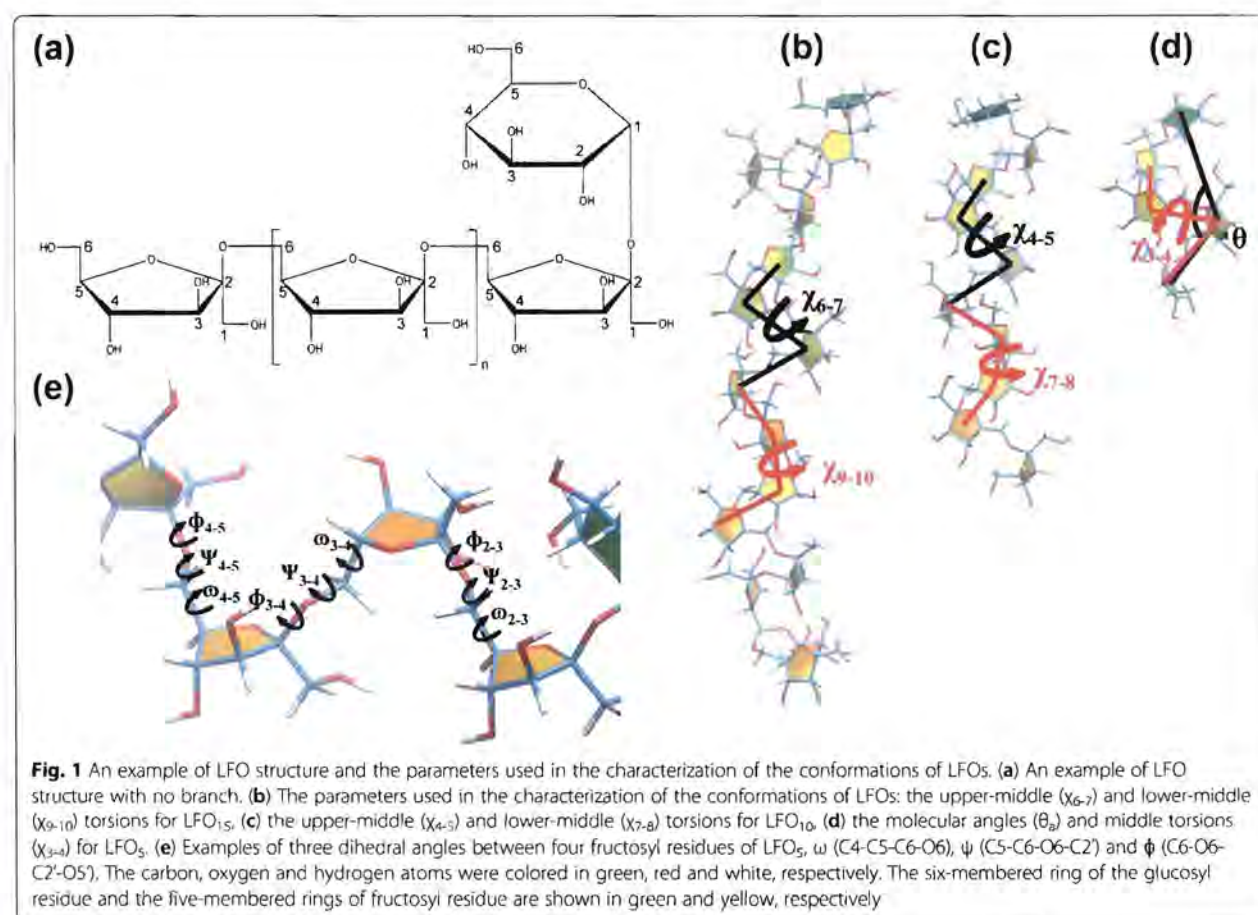 (a)
(b)
(c)
(d)
HO 6
5
O
4
OH
1
OH
3
2
OH
OH
HO 6
O
6
O
6
O
O
O
O
5
OH
2
5
OH
2
5
OH
2
4
3
1
OH
4
3
1
OH
4
3
1
OH
OH
OH
OH
n
χ6-7
χ9-10
χ4-5
χ7-8
θ
(e)
ϕ4-5
Ψ4-5
ω4-5
ϕ3-4
Ψ3-4
ω3-4
ϕ2-3
Ψ2-3
ω2-3
Fig. 1 An example of LFO structure and the parameters used in the characterization of the conformations of LFOs. (a) An example of LFO
structure with no branch. (b) The parameters used in the characterization of the conformations of LFOs: the upper-middle (χ6-7) and lower-middle
(χ9-10) torsions for LFO15, (c) the upper-middle (χ4-5) and lower-middle (χ7-8) torsions for LFO10, (d) the molecular angles (θa) and middle torsions
(χ3-4) for LFO5. (e) Examples of three dihedral angles between four fructosyl residues of LFO5, ω (C4-C5-C6-O6), ψ (C5-C6-O6-C2') and ϕ (C6-O6-
C2'-O5'). The carbon, oxygen and hydrogen atoms were colored in green, red and white, respectively. The six-membered ring of the glucosyl
residue and the five-membered rings of fructosyl residue are shown in green and yellow, respectively